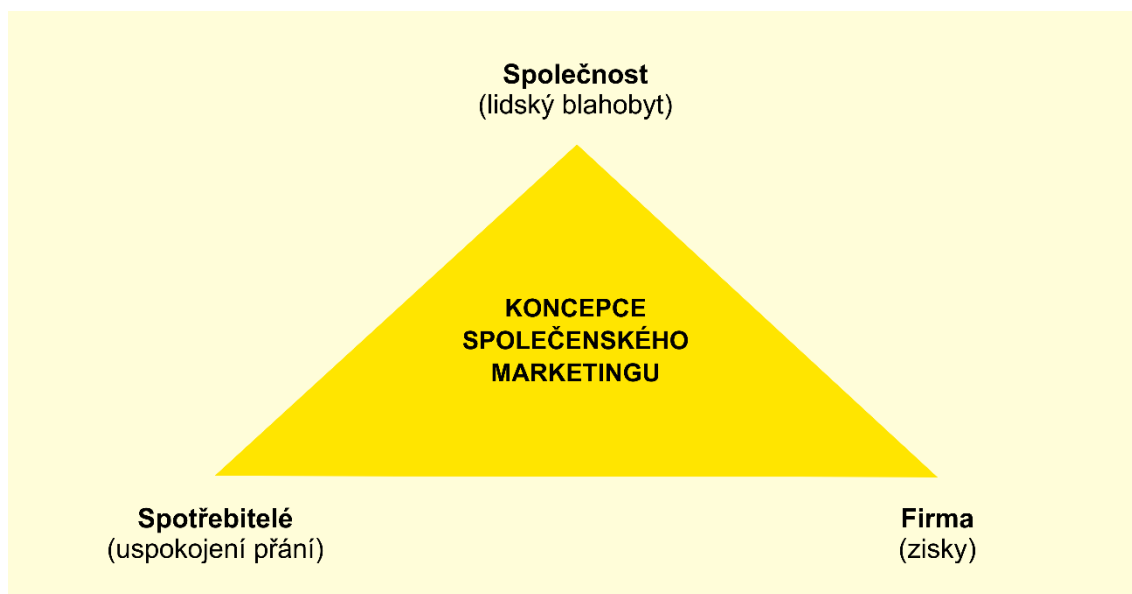 Společnost
(lidský blahobyt)
KONCEPCE
SPOLEČENSKÉHO
MARKETINGU
Spotřebitelé
(uspokojení přání)
Firma
(zisky)